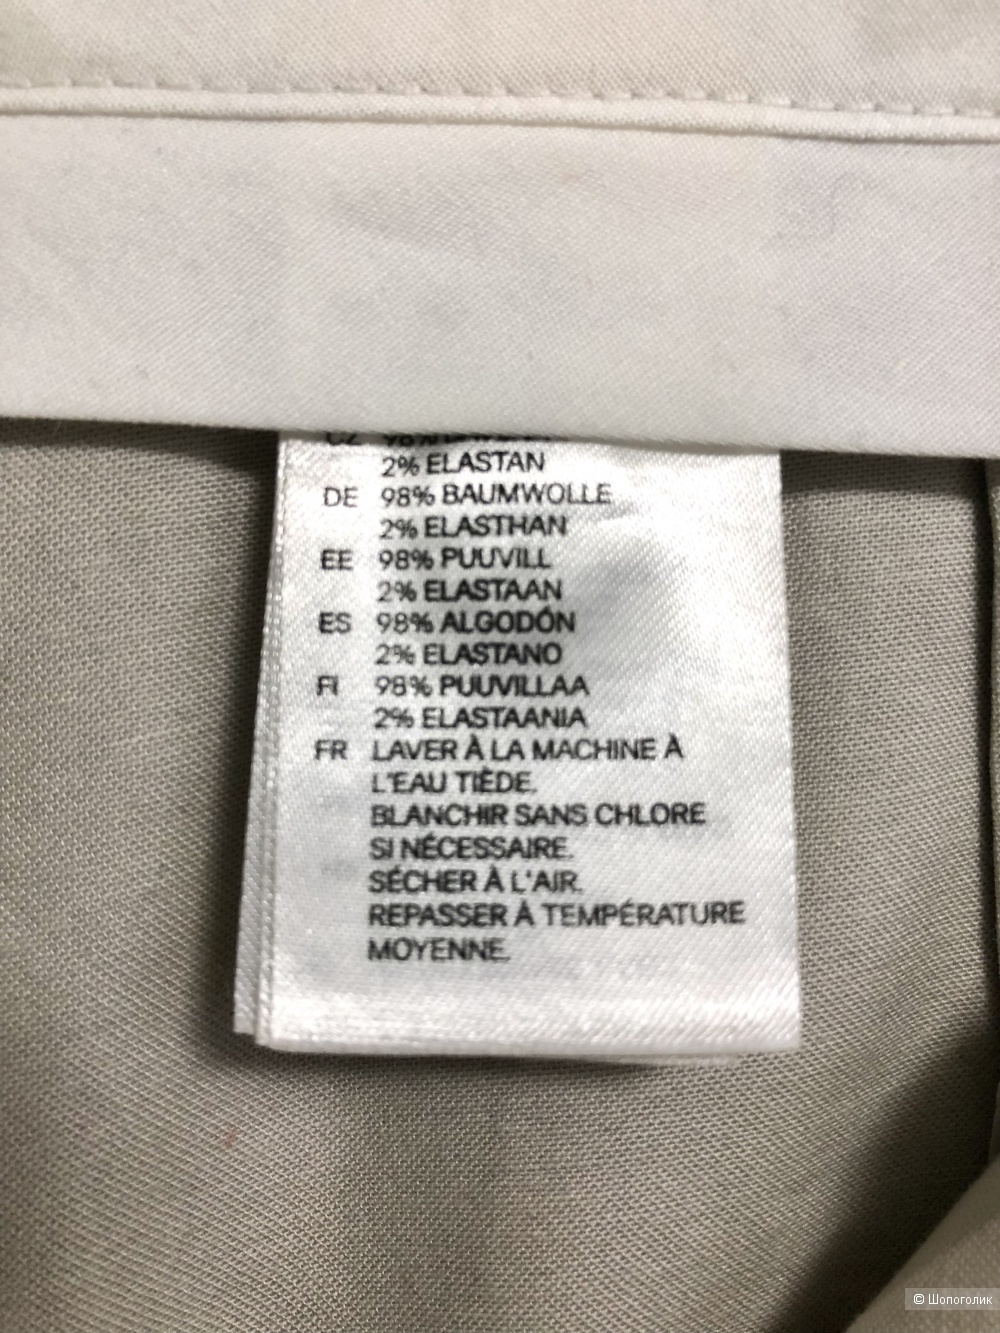 CZ 98%
2% ELASTAN
DE 98% BAUMWOLLE
2% ELASTHAN
EE 98% PUUVILL
2% ELASTAAN
ES 98% ALGODÓN
2% ELASTANO
FI 98% PUUVILLAA
2% ELASTAANIA
FR LAVER À LA MACHINE À
L'EAU TIÈDE.
BLANCHIR SANS CHLORE
SI NÉCESSAIRE.
SÉCHER À L'AIR.
REPASSER À TEMPÉRATURE
MOYENNE.
© Шопоголик